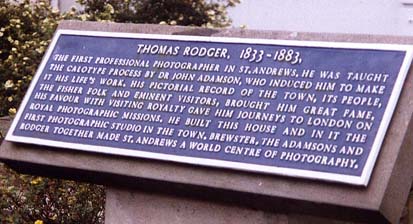 THOMAS RODGER, 1833-1883.
THE FIRST PROFESSIONAL PHOTOGRAPHER IN ST. ANDREWS. HE WAS TAUGHT
THE CALOTYPE PROCESS BY DR JOHN ADAMSON, WHO INDUCED HIM TO MAKE
IT HIS LIFE'S WORK. HIS PICTORIAL RECORD OF THE TOWN, ITS PEOPLE,
THE FISHER FOLK AND EMINENT VISITORS, BROUGHT HIM GREAT FAME,
HIS FAVOUR WITH VISITING ROYALTY GAVE HIM JOURNEYS TO LONDON ON
ROYAL PHOTOGRAPHIC MISSIONS. HE BUILT THIS HOUSE AND IN IT THE
FIRST PHOTOGRAPHIC STUDIO IN THE TOWN. BREWSTER, THE ADAMSONS AND
RODGER TOGETHER MADE ST. ANDREWS A WORLD CENTRE OF PHOTOGRAPHY.